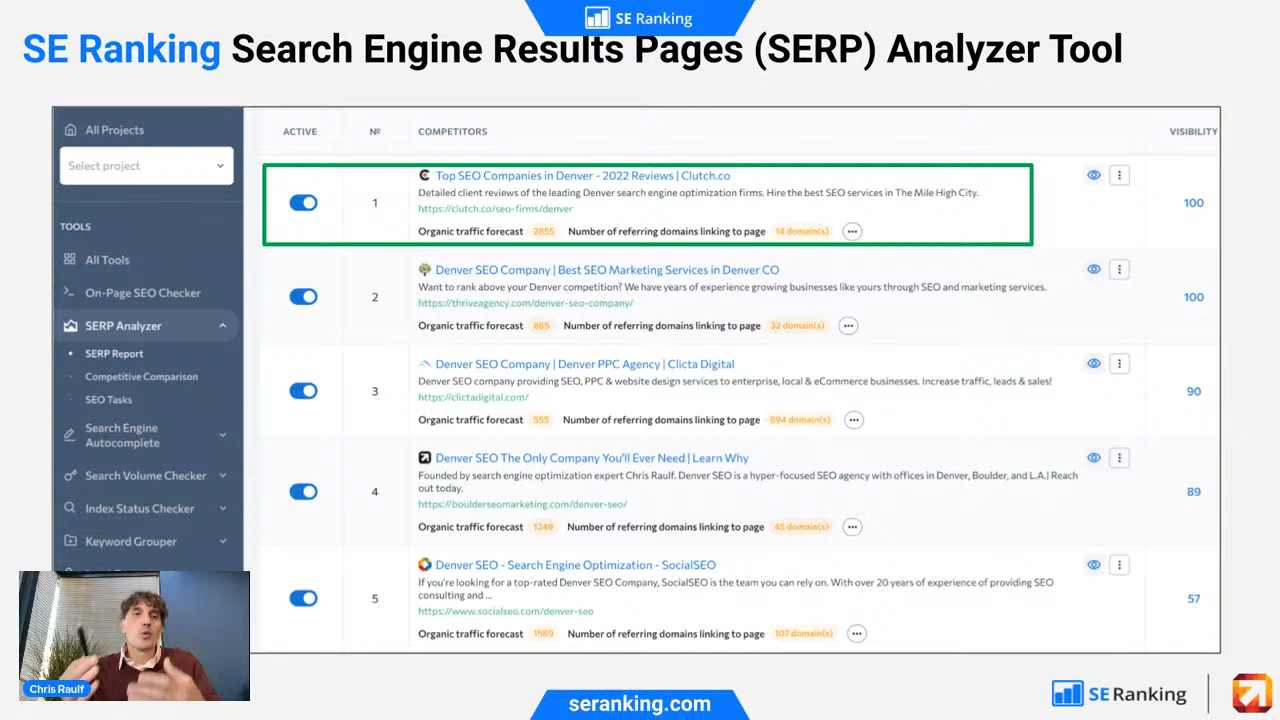 SE Ranking
SE Ranking Search Engine Results Pages (SERP) Analyzer Tool
All Projects
Select project
TOOLS
All Tools
On-Page SEO Checker
SERP Analyzer
SERP Report
Competitive Comparison
SEO Tasks
Search Engine
Autocomplete
Search Volume Checker
Index Status Checker
Keyword Grouper
ACTIVE № COMPETITORS VISIBILITY
Top SEO Companies in Denver - 2022 Reviews | Clutch.co
Detailed client reviews of the leading Denver search engine optimization firms. Hire the best SEO services in The Mile High City.
1 100
https://clutch.co/seo-firms/denver
Organic traffic forecast 2855 Number of referring domains linking to page 14 domain(s)
Denver SEO Company | Best SEO Marketing Services in Denver CO
Want to rank above your Denver competition? We have years of experience growing businesses like yours through SEO and marketing services.
2 100
https://thriveagency.com/denver-seo-company/
Organic traffic forecast 865 Number of referring domains linking to page 32 domain(s)
Denver SEO Company | Denver PPC Agency | Clicta Digital
Denver SEO company providing SEO, PPC & website design services to enterprise, local & eCommerce businesses. Increase traffic, leads & sales!
3 90
https://clictadigital.com/
Organic traffic forecast 555 Number of referring domains linking to page 894 domain(s)
Denver SEO The Only Company You'll Ever Need | Learn Why
Founded by search engine optimization expert Chris Raulf. Denver SEO is a hyper-focused SEO agency with offices in Denver, Boulder, and L.A.| Reach
out today.
4 89
https://boulderseomarketing.com/denver-seo/
Organic traffic forecast 1249 Number of referring domains linking to page 45 domain(s)
Denver SEO - Search Engine Optimization - SocialSEO
If you're looking for a top-rated Denver SEO Company, SocialSEO is the team you can rely on. With over 20 years of experience of providing SEO
consulting and ...
5 57
https://www.socialseo.com/denver-seo
Organic traffic forecast 1589 Number of referring domains linking to page 107 domain(s)
Chris Raulf
seranking.com
SE Ranking